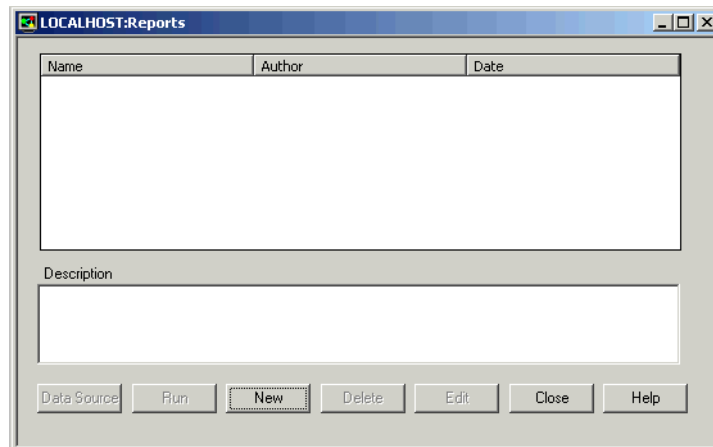 LOCALHOST:Reports
Name Author Date
Description
Data Source Run New Delete Edit Close Help